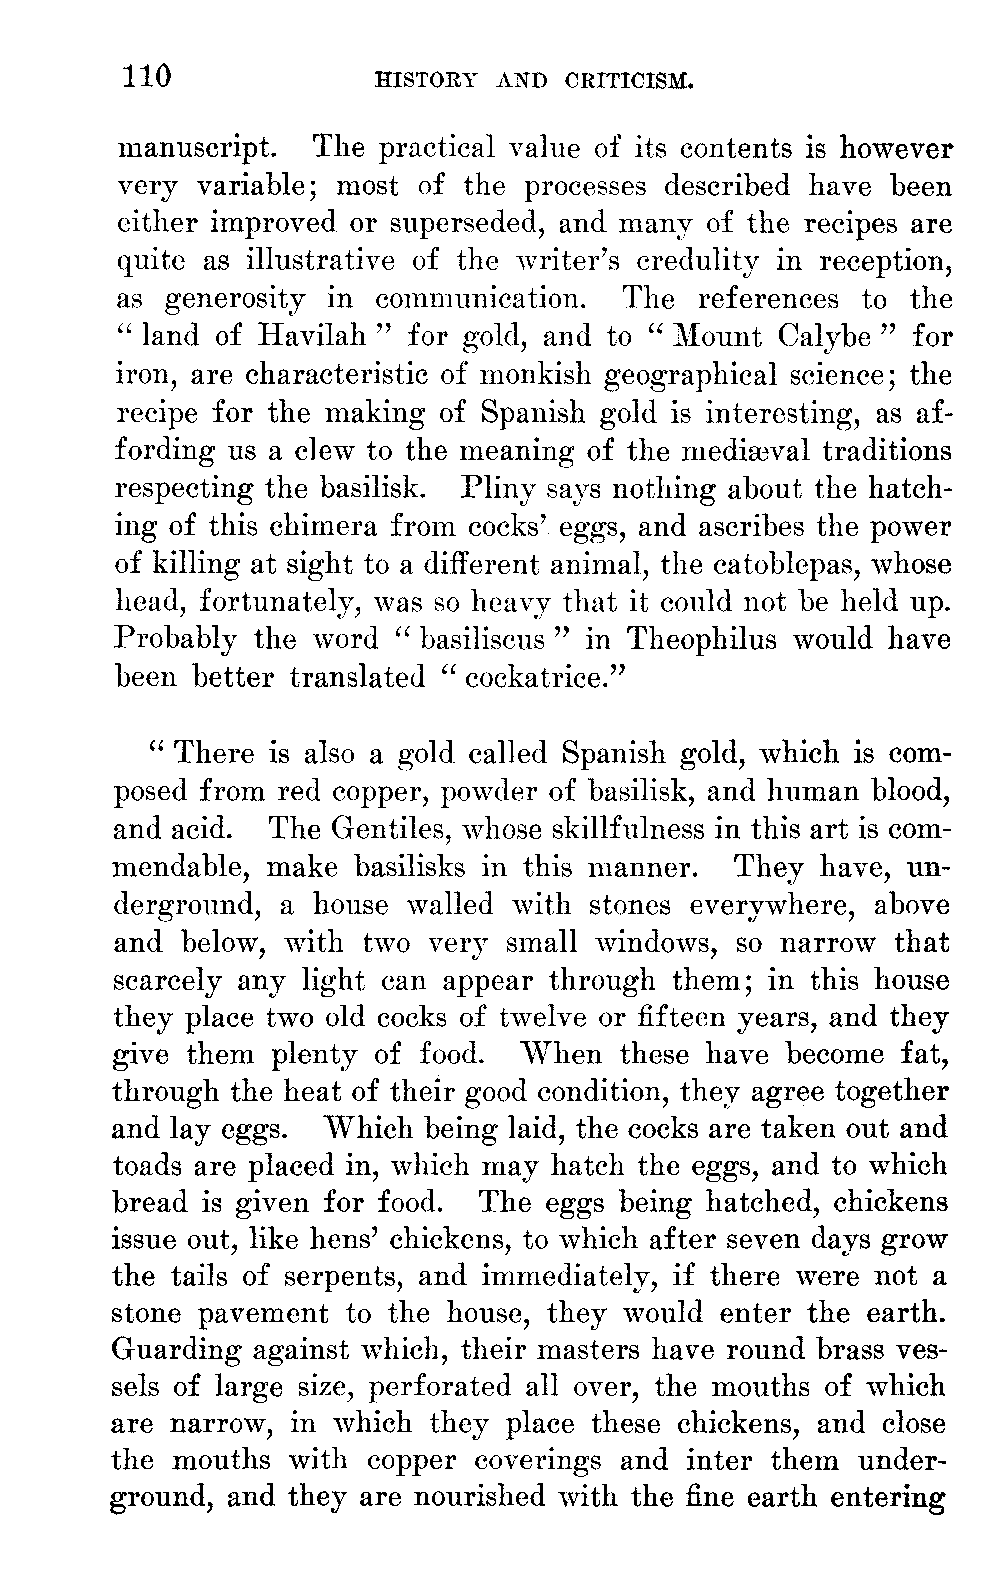 110 HISTORY AND CRITICISM.
manuscript. The practical value of its contents is however
very variable; most of the processes described have been
either improved or superseded, and many of the recipes are
quite as illustrative of the writer's credulity in reception,
as generosity in communication. The references to the
“ land of Havilah ” for gold, and to “ Mount Calybe ” for
iron, are characteristic of monkish geographical science; the
recipe for the making of Spanish gold is interesting, as af-
fording us a clew to the meaning of the mediæval traditions
respecting the basilisk. Pliny says nothing about the hatch-
ing of this chimera from cocks' eggs, and ascribes the power
of killing at sight to a different animal, the catoblepas, whose
head, fortunately, was so heavy that it could not be held up.
Probably the word “ basiliscus ” in Theophilus would have
been better translated “ cockatrice.”
“ There is also a gold called Spanish gold, which is com-
posed from red copper, powder of basilisk, and human blood,
and acid. The Gentiles, whose skillfulness in this art is com-
mendable, make basilisks in this manner. They have, un-
derground, a house walled with stones everywhere, above
and below, with two very small windows, so narrow that
scarcely any light can appear through them; in this house
they place two old cocks of twelve or fifteen years, and they
give them plenty of food. When these have become fat,
through the heat of their good condition, they agree together
and lay eggs. Which being laid, the cocks are taken out and
toads are placed in, which may hatch the eggs, and to which
bread is given for food. The eggs being hatched, chickens
issue out, like hens' chickens, to which after seven days grow
the tails of serpents, and immediately, if there were not a
stone pavement to the house, they would enter the earth.
Guarding against which, their masters have round brass ves-
sels of large size, perforated all over, the mouths of which
are narrow, in which they place these chickens, and close
the mouths with copper coverings and inter them under-
ground, and they are nourished with the fine earth entering